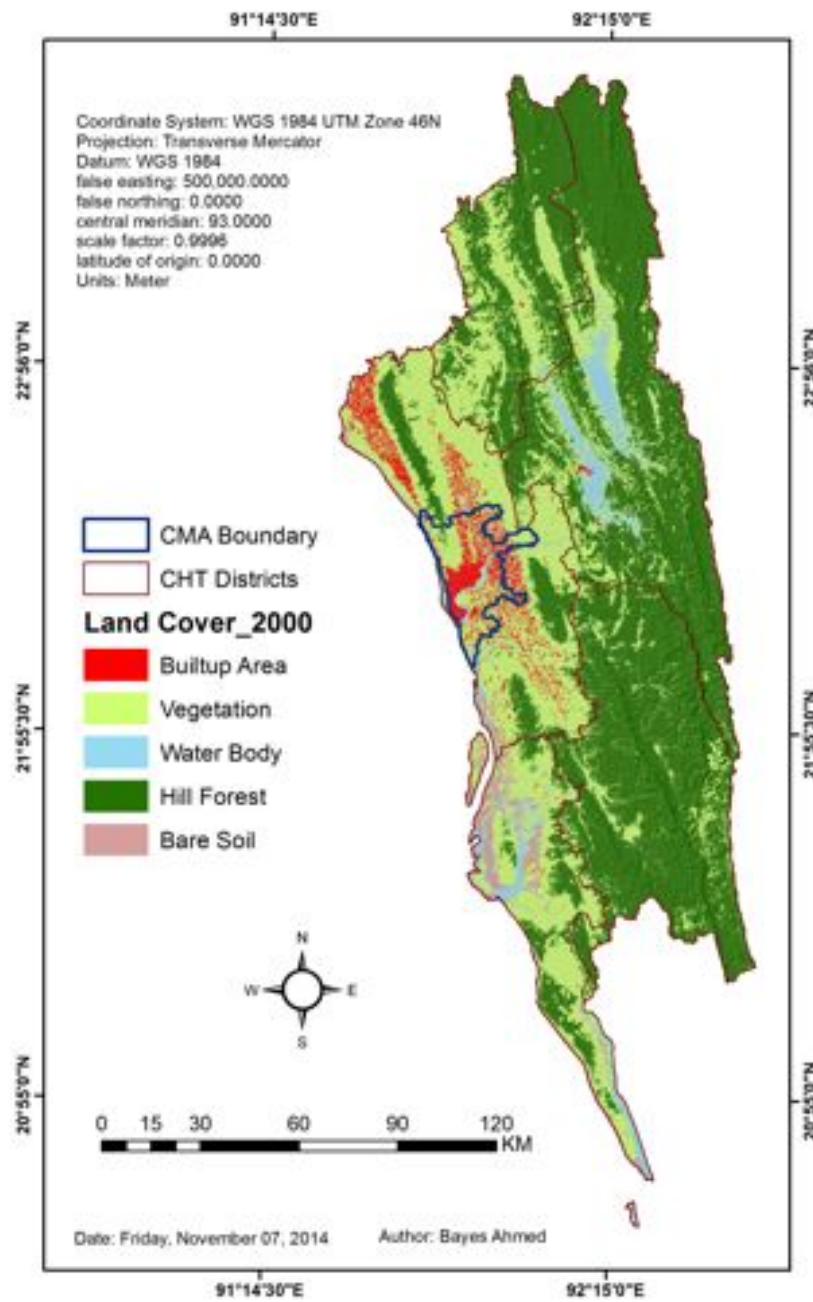 91°14'30"E 92°15'0"E
Coordinate System: WGS 1984 UTM Zone 46N
Projection: Transverse Mercator
Datum: WGS 1984
false easting: 500,000.0000
false northing: 0.0000
central meridian: 93.0000
scale factor: 0.9996
latitude of origin: 0.0000
Units: Meter
22°56'0"N 22°56'0"N
CMA Boundary
CHT Districts
Land Cover_2000
Builtup Area
Vegetation
21°55'30"N 21°55'30"N
Water Body
Hill Forest
Bare Soil
N
W E
S
20°55'0"N 20°55'0"N
0 15 30 60 90 120
KM
Date: Friday, November 07, 2014 Author: Bayes Ahmed
91°14'30"E 92°15'0"E